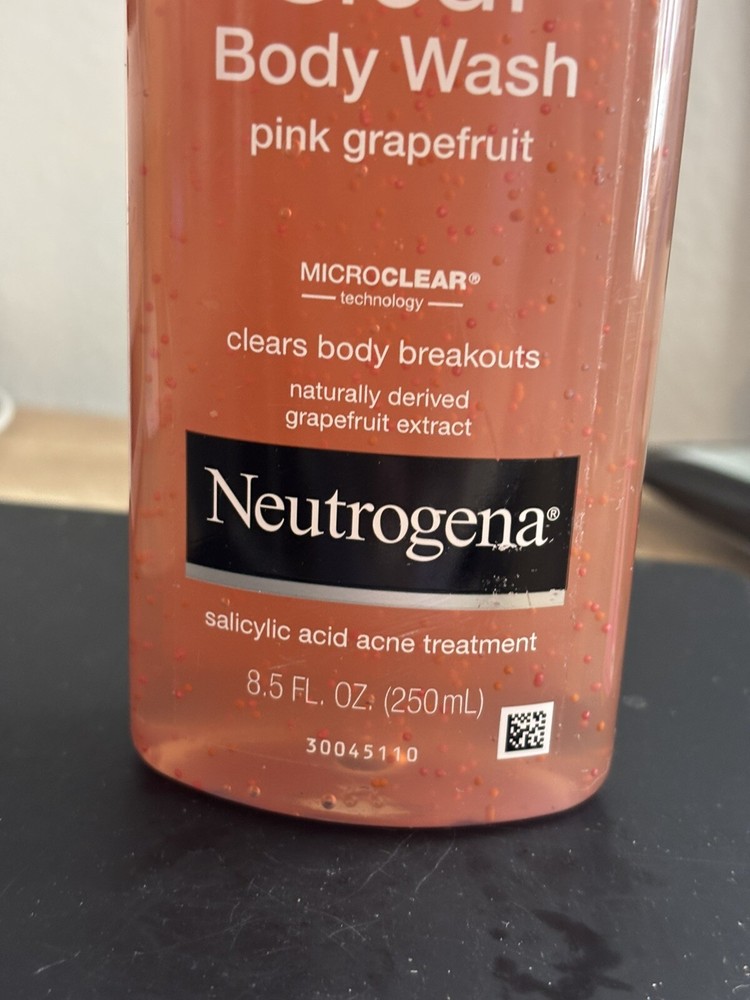 Clear
Body Wash
pink grapefruit
MICROCLEAR®
technology
clears body breakouts
naturally derived
grapefruit extract
Neutrogena®
salicylic acid acne treatment
8.5 FL. OZ. (250mL)
30045110